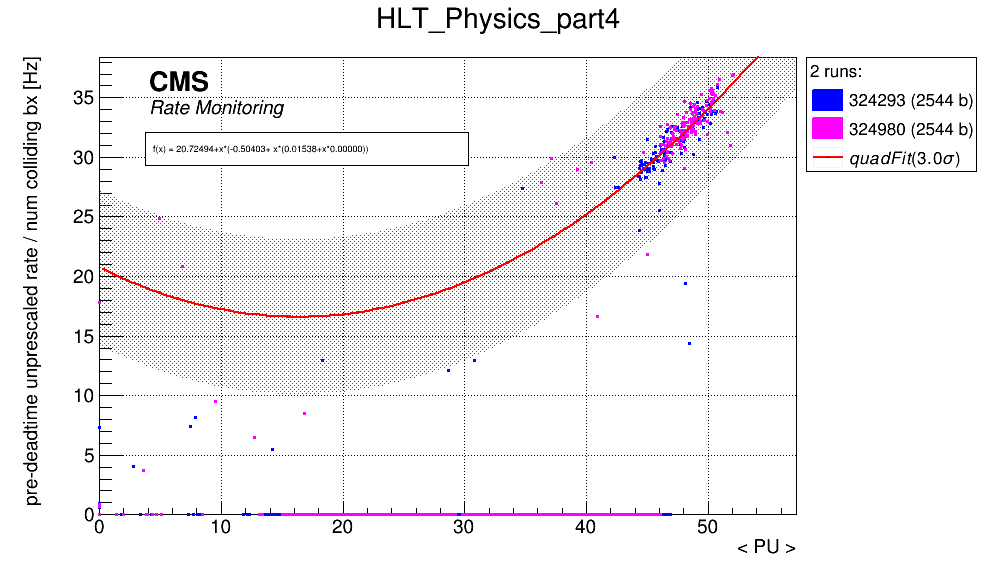 HLT_Physics_part4
pre-deadtime unprescaled rate / num colliding bx [Hz]
CMS
Rate Monitoring
f(x) = 20.72494+x*(-0.50403+ x*(0.01538+x*0.00000))
35
30
25
20
15
10
5
0
0 10 20 30 40 50
< PU >
2 runs:
324293 (2544 b)
324980 (2544 b)
quadFit(3.0σ)